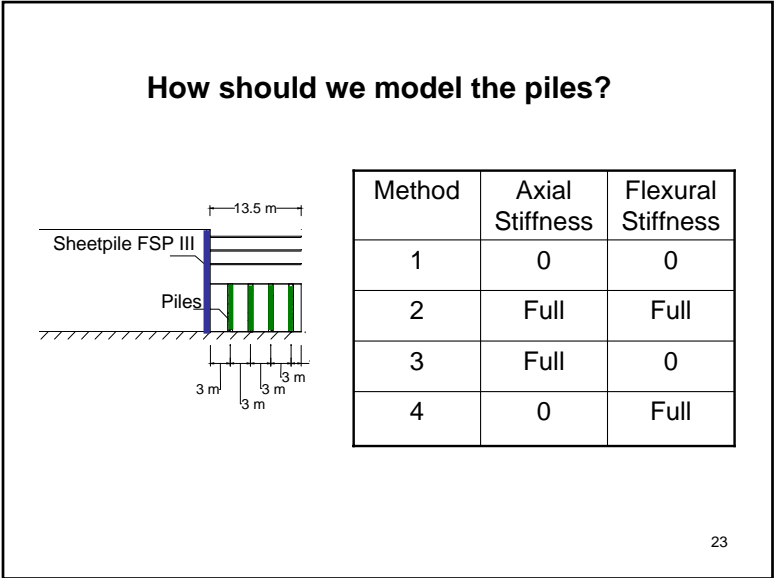 How should we model the piles?
13.5 m
Sheetpile FSP III
Piles
3 m
3 m
3 m
3 m
Method Axial Stiffness Flexural Stiffness
1 0 0
2 Full Full
3 Full 0
4 0 Full
23